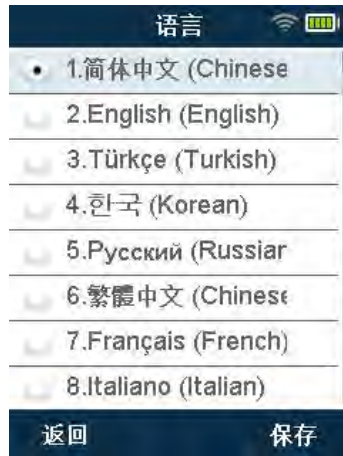 语言
1.简体中文 (Chinese
2.English (English)
3.Türkçe (Turkish)
4.한국 (Korean)
5.Русский (Russiar
6.繁體中文 (Chinese
7.Français (French)
8.Italiano (Italian)
返回 保存